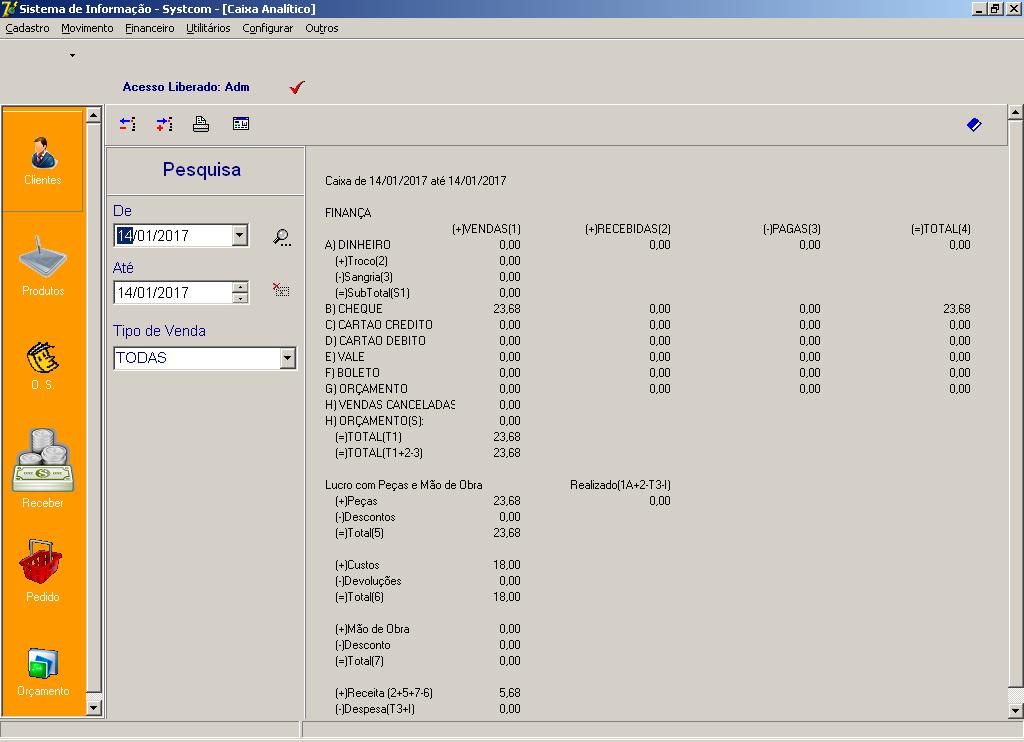 Sistema de Informação - Systcom - [Caixa Analítico]
Cadastro Movimento Financeiro Utilitários Configurar Outros
Acesso Liberado: Adm
Clientes
Produtos
O. S.
Receber
Pedido
Orçamento
Pesquisa
De
14/01/2017
Até
14/01/2017
Tipo de Venda
TODAS
Caixa de 14/01/2017 até 14/01/2017
FINANÇA
(+)VENDAS(1) (+)RECEBIDAS(2) (-)PAGAS(3) (=)TOTAL(4)
A) DINHEIRO 0,00 0,00 0,00 0,00
(+)Troco(2) 0,00
(-)Sangria(3) 0,00
(=)SubTotal(S1) 0,00
B) CHEQUE 23,68 0,00 0,00 23,68
C) CARTAO CREDITO 0,00 0,00 0,00 0,00
D) CARTAO DEBITO 0,00 0,00 0,00 0,00
E) VALE 0,00 0,00 0,00 0,00
F) BOLETO 0,00 0,00 0,00 0,00
G) ORÇAMENTO 0,00 0,00 0,00 0,00
H) VENDAS CANCELADAS 0,00
H) ORÇAMENTO(S): 0,00
(=)TOTAL(T1) 23,68
(=)TOTAL(T1+2-3) 23,68
Lucro com Peças e Mão de Obra Realizado(1A+2-T3-I)
(+)Peças 23,68 0,00
(-)Descontos 0,00
(=)Total(5) 23,68
(+)Custos 18,00
(-)Devoluções 0,00
(=)Total(6) 18,00
(+)Mão de Obra 0,00
(-)Desconto 0,00
(=)Total(7) 0,00
(+)Receita (2+5+7-6) 5,68
(-)Despesa(T3+I) 0,00